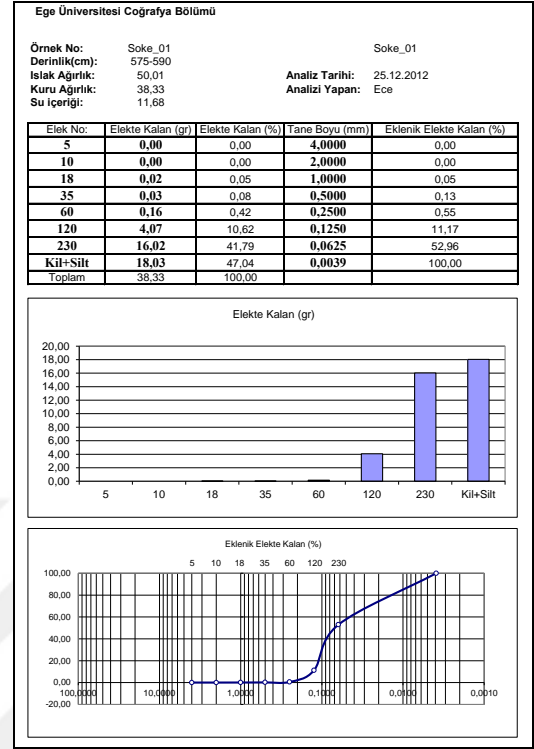 Ege Üniversitesi Coğrafya Bölümü
Örnek No: Soke_01 Soke_01
Derinlik(cm): 575-590
Islak Ağırlık: 50,01 Analiz Tarihi: 25.12.2012
Kuru Ağırlık: 38,33 Analizi Yapan: Ece
Su içeriği: 11,68
Elek No: Elekte Kalan (gr) Elekte Kalan (%) Tane Boyu (mm) Eklenik Elekte Kalan (%)
5 0,00 0,00 4,0000 0,00
10 0,00 0,00 2,0000 0,00
18 0,02 0,05 1,0000 0,05
35 0,03 0,08 0,5000 0,13
60 0,16 0,42 0,2500 0,55
120 4,07 10,62 0,1250 11,17
230 16,02 41,79 0,0625 52,96
Kil+Silt 18,03 47,04 0,0039 100,00
Toplam 38,33 100,00
Elekte Kalan (gr)
20,00
18,00
16,00
14,00
12,00
10,00
8,00
6,00
4,00
2,00
0,00
5 10 18 35 60 120 230 Kil+Silt
Eklenik Elekte Kalan (%)
5 10 18 35 60 120 230
100,00
80,00
60,00
40,00
20,00
0,00
100,0000 10,0000 1,0000 0,1000 0,0100 0,0010
-20,00